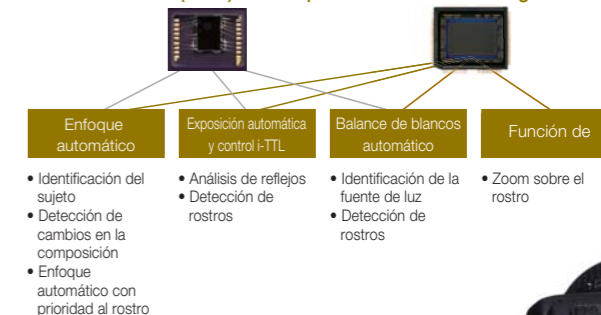 Enfoque
automático
Exposición automática
y control i-TTL
Balance de blancos
automático
Función de
• Identificación del
sujeto
• Detección de
cambios en la
composición
• Enfoque
automático con
prioridad al rostro
• Análisis de reflejos
• Detección de
rostros
• Identificación de la
fuente de luz
• Detección de
rostros
• Zoom sobre el
rostro